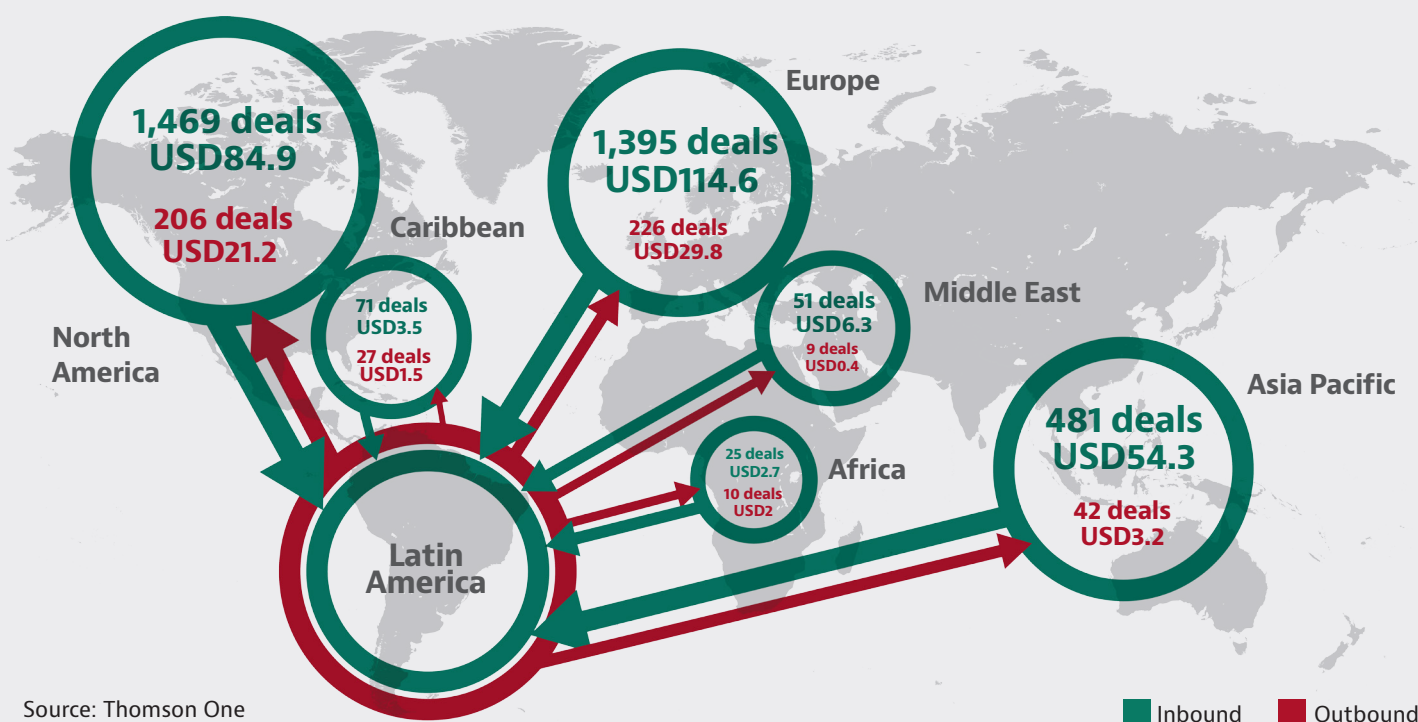 Europe
1,469 deals
USD84.9
206 deals
USD21.2
1,395 deals
USD114.6
226 deals
USD29.8
Caribbean
71 deals
USD3.5
27 deals
USD1.5
51 deals
USD6.3
9 deals
USD0.4
Middle East
North
America
Asia Pacific
481 deals
USD54.3
42 deals
USD3.2
25 deals
USD2.7
10 deals
USD2
Africa
Latin
America
Source: Thomson One
Inbound
Outbound